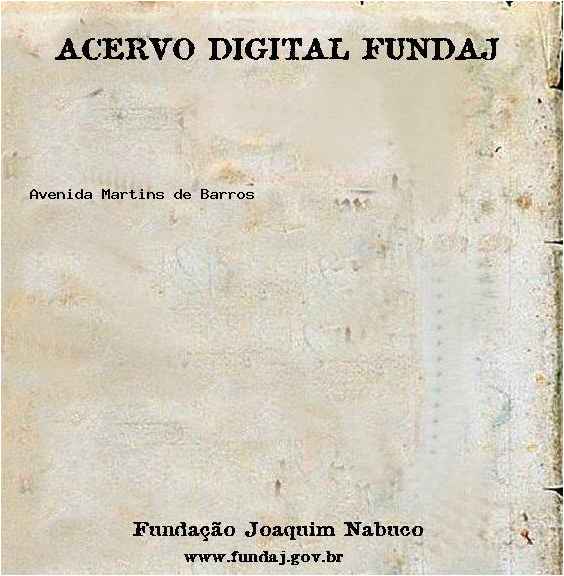 ACERVO DIGITAL FUNDAJ
Avenida Martins de Barros
Fundação Joaquim Nabuco
www.fundaj.gov.br